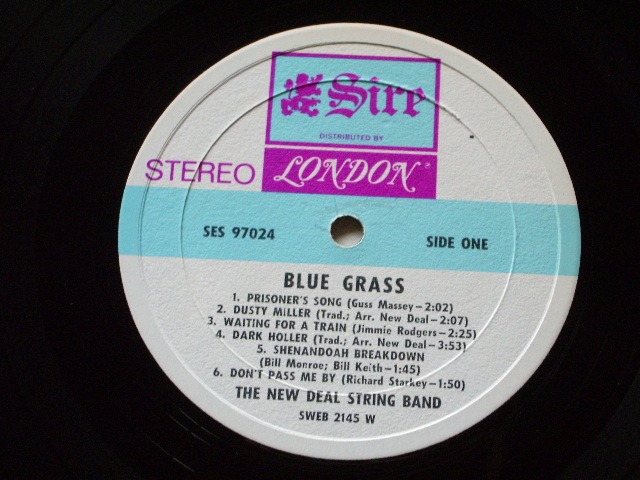 Sire
DISTRIBUTED BY
STEREO LONDON®
SES 97024 SIDE ONE
BLUE GRASS
1. PRISONER'S SONG (Guss Massey—2:02)
2. DUSTY MILLER (Trad.; Arr. New Deal—2:07)
3. WAITING FOR A TRAIN (Jimmie Rodgers—2:25)
4. DARK HOLLER (Trad.; Arr. New Deal—3:53)
5. SHENANDOAH BREAKDOWN
(Bill Monroe; Bill Keith—1:45)
6. DON'T PASS ME BY (Richard Starkey—1:50)
THE NEW DEAL STRING BAND
SWEB 2145 W